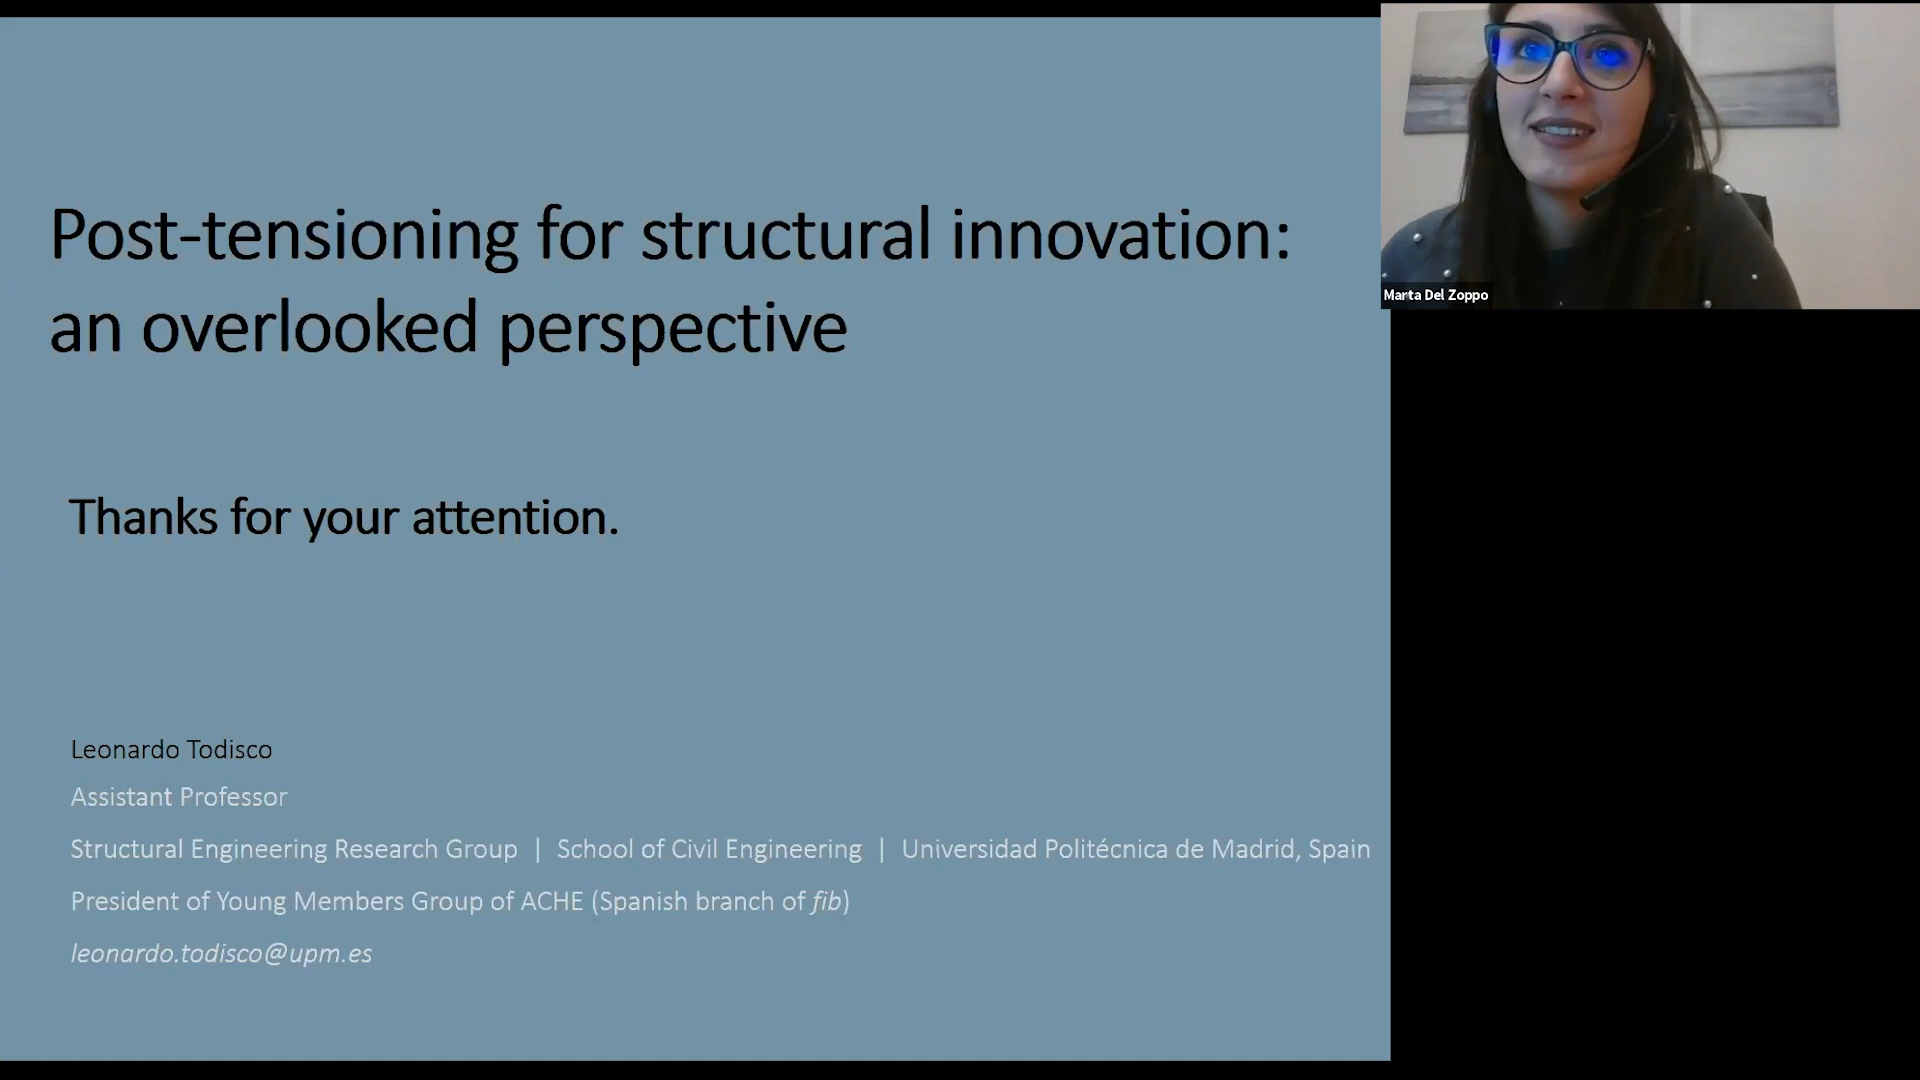 Post-tensioning for structural innovation:
an overlooked perspective
Thanks for your attention.
Leonardo Todisco
Assistant Professor
Structural Engineering Research Group | School of Civil Engineering | Universidad Politécnica de Madrid, Spain
President of Young Members Group of ACHE (Spanish branch of fib)
leonardo.todisco@upm.es
Marta Del Zoppo